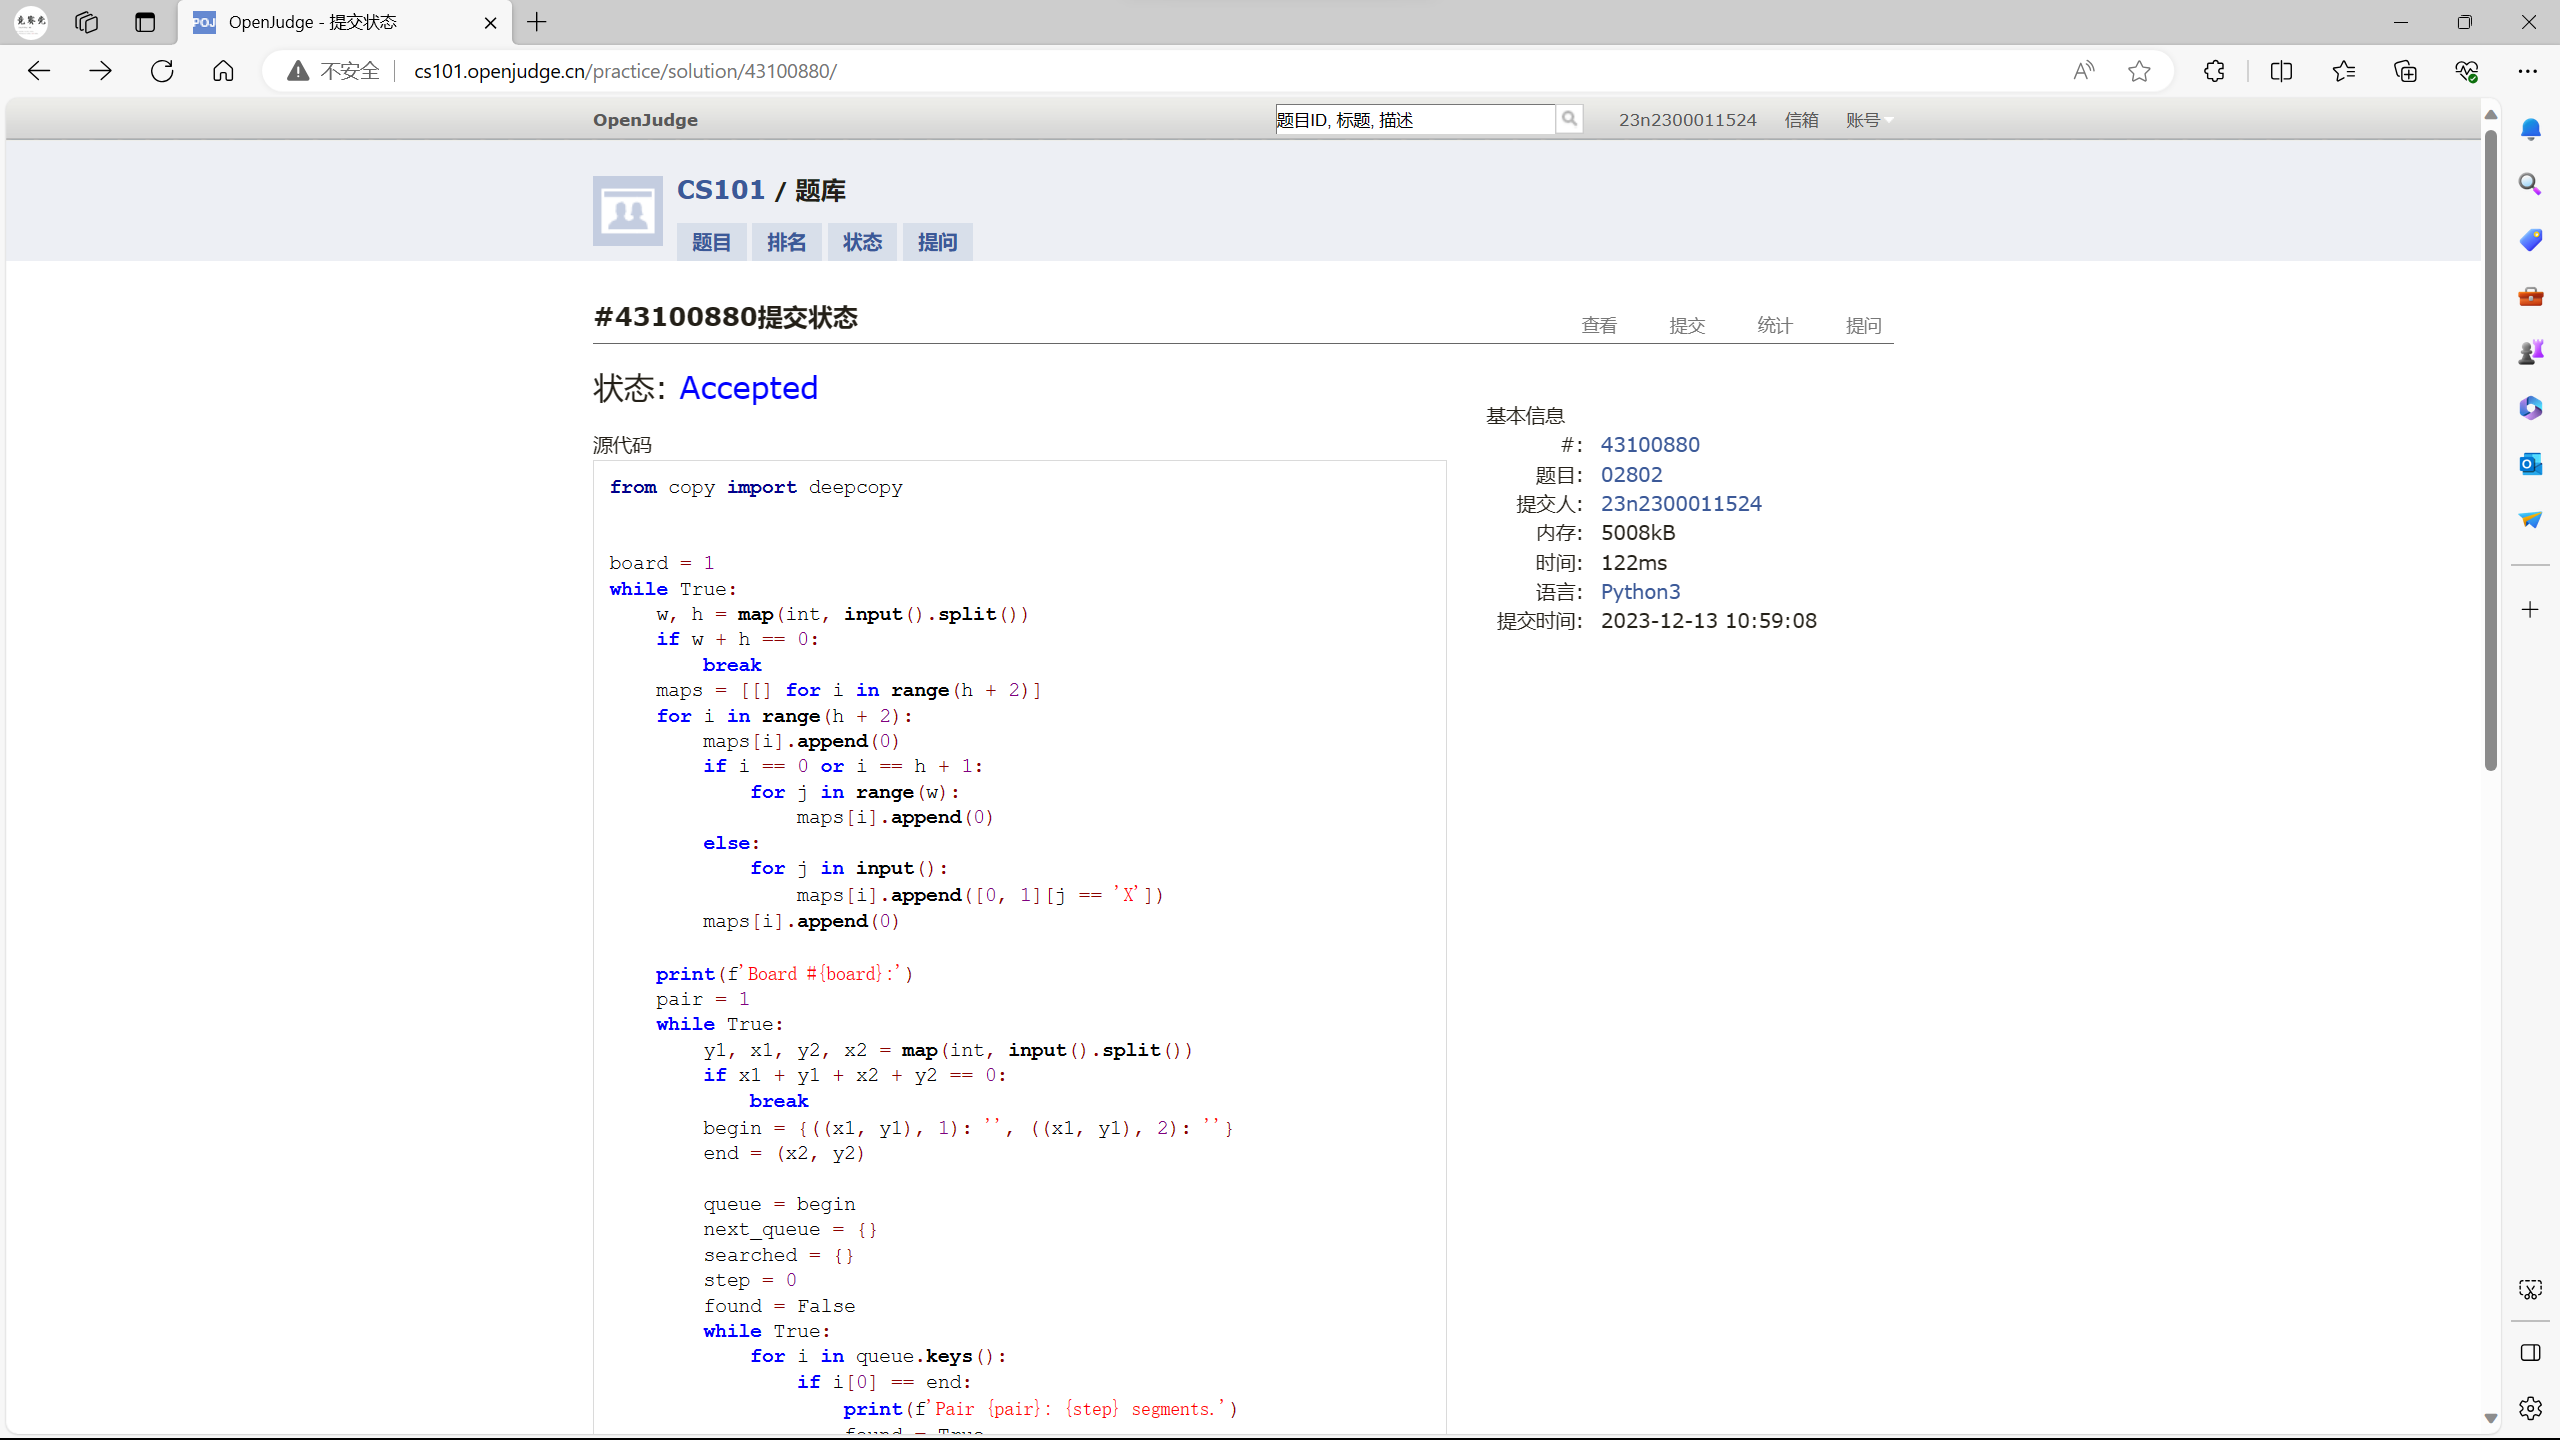 OpenJudge - 提交状态
不安全 cs101.openjudge.cn/practice/solution/43100880/
OpenJudge
题目ID, 标题, 描述
23n2300011524 信箱 账号
CS101 / 题库
题目 排名 状态 提问
#43100880提交状态
查看 提交 统计 提问
状态: Accepted
源代码
from copy import deepcopy
board = 1
while True:
    w, h = map(int, input().split())
    if w + h == 0:
        break
    maps = [[] for i in range(h + 2)]
    for i in range(h + 2):
        maps[i].append(0)
        if i == 0 or i == h + 1:
            for j in range(w):
                maps[i].append(0)
        else:
            for j in input():
                maps[i].append([0, 1][j == 'X'])
        maps[i].append(0)
    print(f'Board #{board}:')
    pair = 1
    while True:
        y1, x1, y2, x2 = map(int, input().split())
        if x1 + y1 + x2 + y2 == 0:
            break
        begin = {((x1, y1), 1): '', ((x1, y1), 2): ''}
        end = (x2, y2)
        queue = begin
        next_queue = {}
        searched = {}
        step = 0
        found = False
        while True:
            for i in queue.keys():
                if i[0] == end:
                    print(f'Pair {pair}: {step} segments.')
                    found = True
基本信息
#: 43100880
题目: 02802
提交人: 23n2300011524
内存: 5008kB
时间: 122ms
语言: Python3
提交时间: 2023-12-13 10:59:08